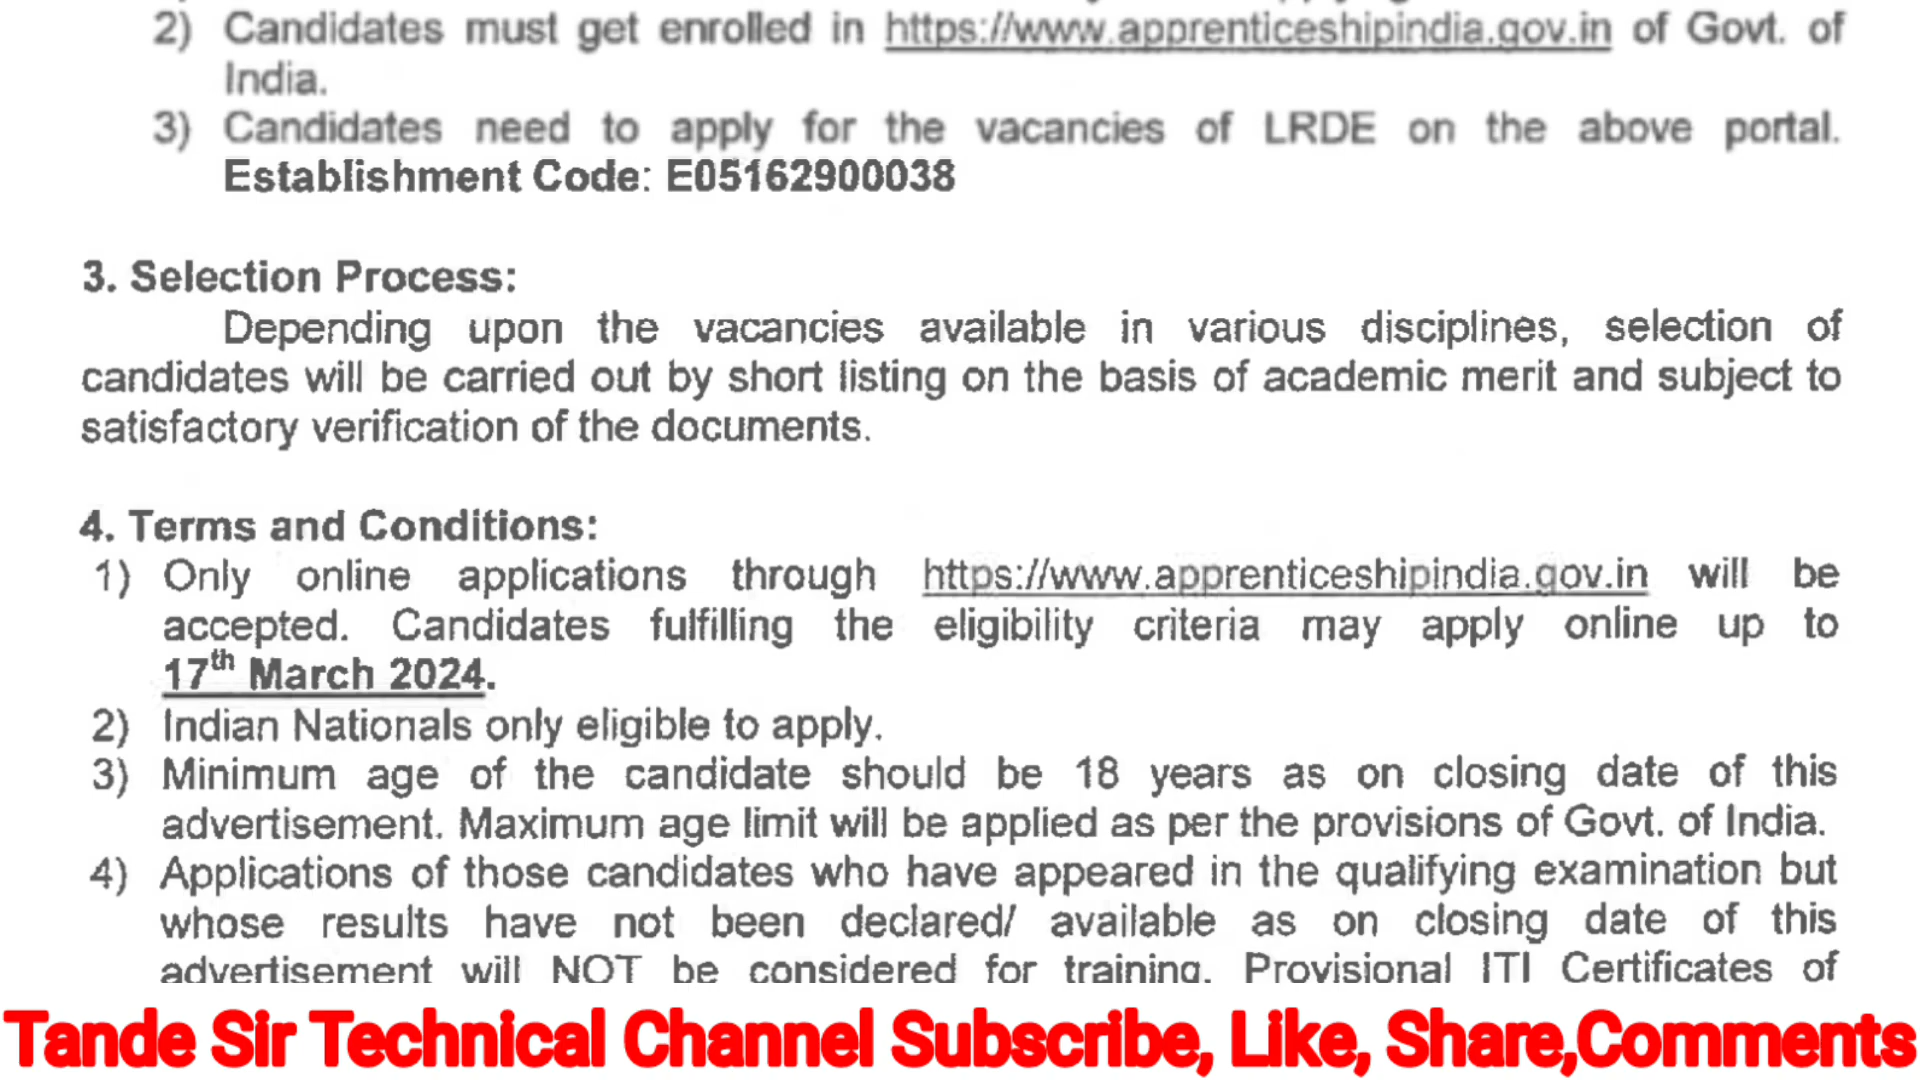 2) Candidates must get enrolled in https://www.apprenticeshipindia.gov.in of Govt. of
India.
3) Candidates need to apply for the vacancies of LRDE on the above portal.
Establishment Code: E05162900038
3. Selection Process:
Depending upon the vacancies available in various disciplines, selection of
candidates will be carried out by short listing on the basis of academic merit and subject to
satisfactory verification of the documents.
4. Terms and Conditions:
1) Only online applications through https://www.apprenticeshipindia.gov.in will be
accepted. Candidates fulfilling the eligibility criteria may apply online up to
17th March 2024.
2) Indian Nationals only eligible to apply.
3) Minimum age of the candidate should be 18 years as on closing date of this
advertisement. Maximum age limit will be applied as per the provisions of Govt. of India.
4) Applications of those candidates who have appeared in the qualifying examination but
whose results have not been declared/ available as on closing date of this
advertisement will NOT be considered for training. Provisional ITI Certificates of
Tande Sir Technical Channel Subscribe, Like, Share,Comments